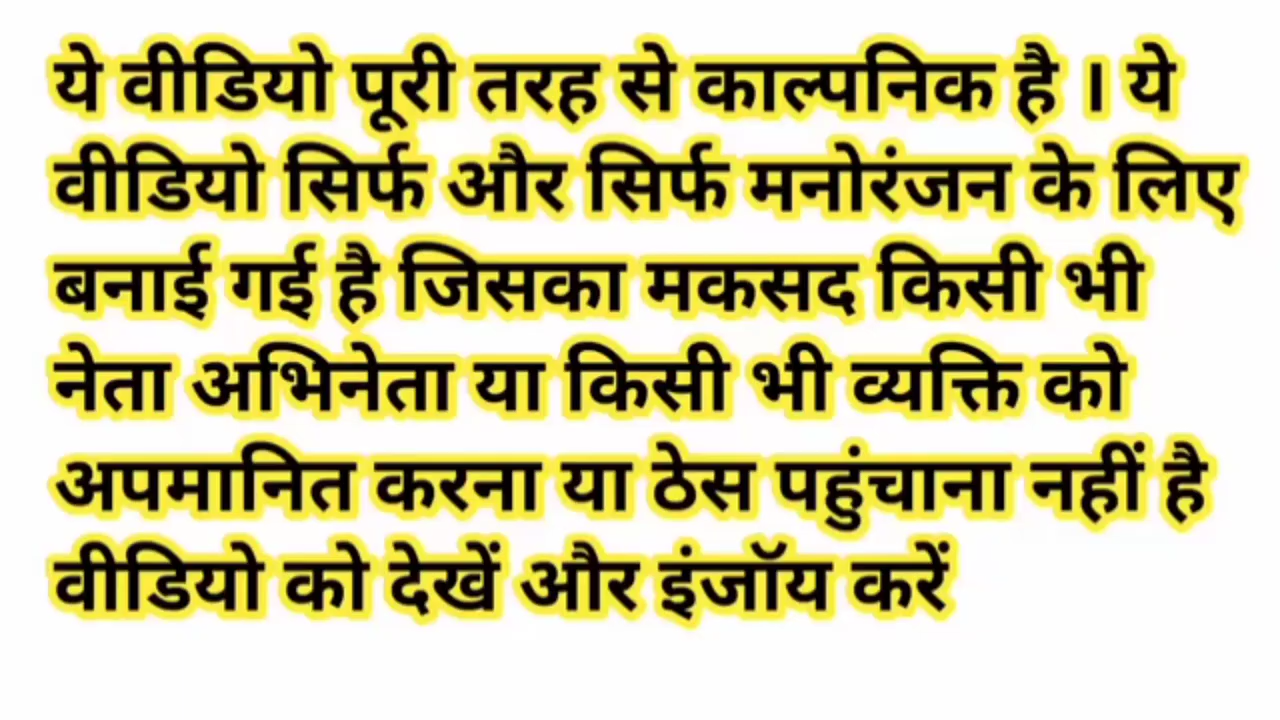 ये वीडियो पूरी तरह से काल्पनिक है । ये
वीडियो सिर्फ और सिर्फ मनोरंजन के लिए
बनाई गई है जिसका मकसद किसी भी
नेता अभिनेता या किसी भी व्यक्ति को
अपमानित करना या ठेस पहुंचाना नहीं है
वीडियो को देखें और इंजॉय करें